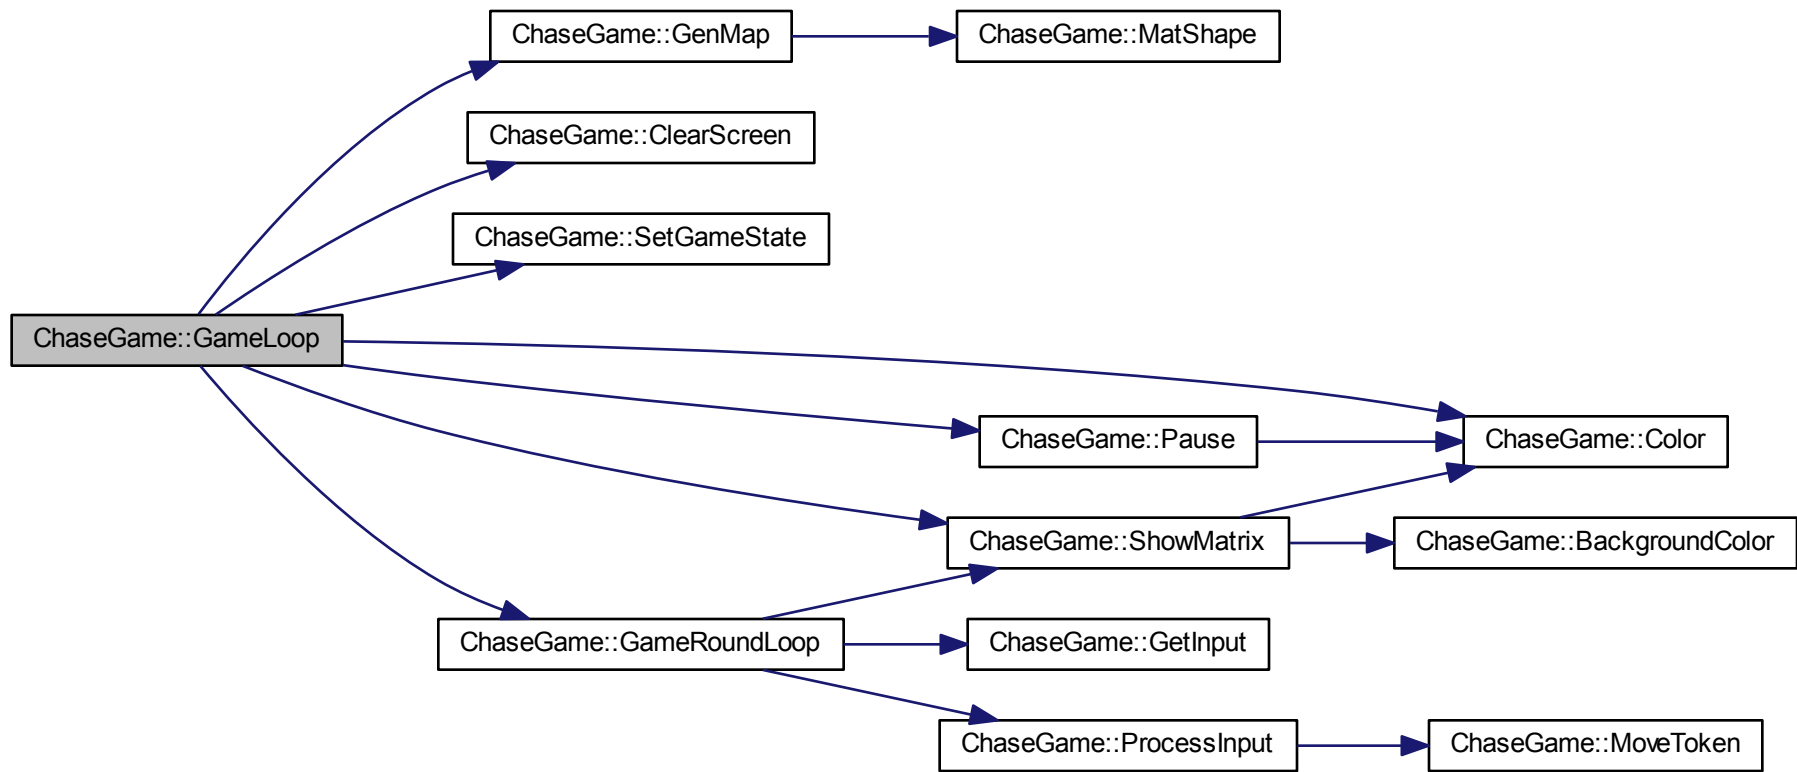 ChaseGame::GenMap
ChaseGame::MatShape
ChaseGame::ClearScreen
ChaseGame::SetGameState
ChaseGame::GameLoop
ChaseGame::Pause
ChaseGame::Color
ChaseGame::ShowMatrix
ChaseGame::BackgroundColor
ChaseGame::GameRoundLoop
ChaseGame::GetInput
ChaseGame::ProcessInput
ChaseGame::MoveToken